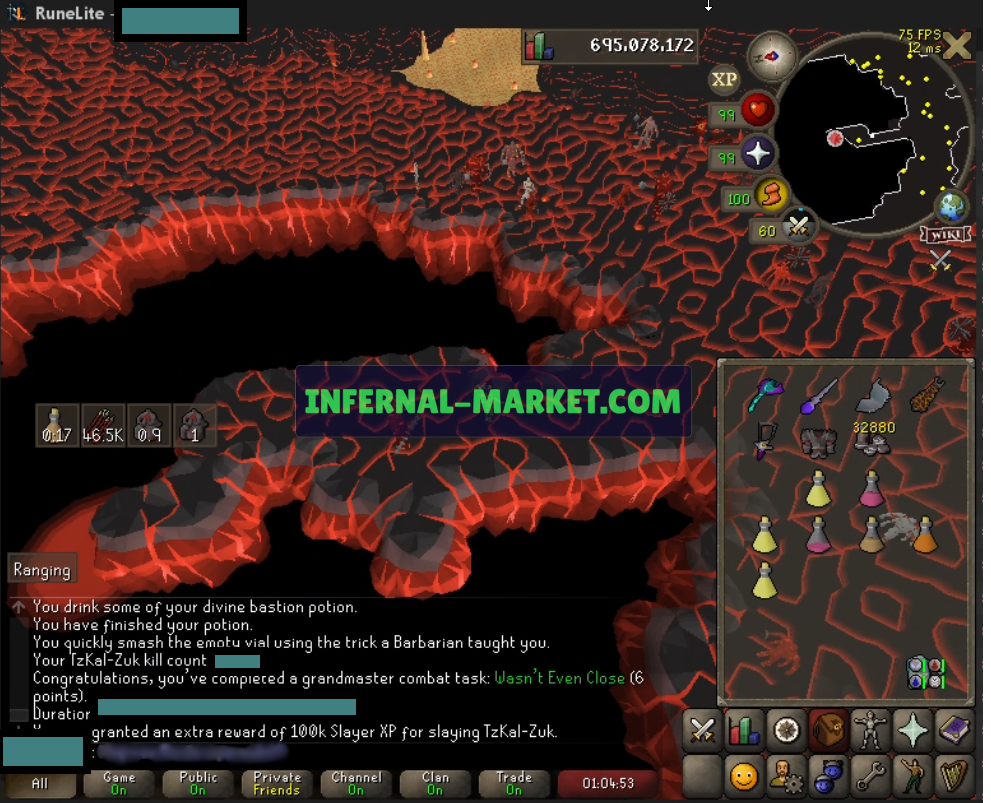 RuneLite -
75 FPS
12 ms
695,078,172
XP
99
99
100
60
WIKI
INFERNAL-MARKET.COM
32880
0:17 46.5K 0.9 1
Ranging
You drink some of your divine bastion potion.
You have finished your potion.
You quickly smash the empty vial using the trick a Barbarian taught you.
Your TzKal-Zuk kill count
Congratulations, you've completed a grandmaster combat task: Wasn't Even Close (6
points).
Duration
granted an extra reward of 100k Slayer XP for slaying TzKal-Zuk.
:
All Game Public Private Channel Clan Trade 01:04:53
On On Friends On On On